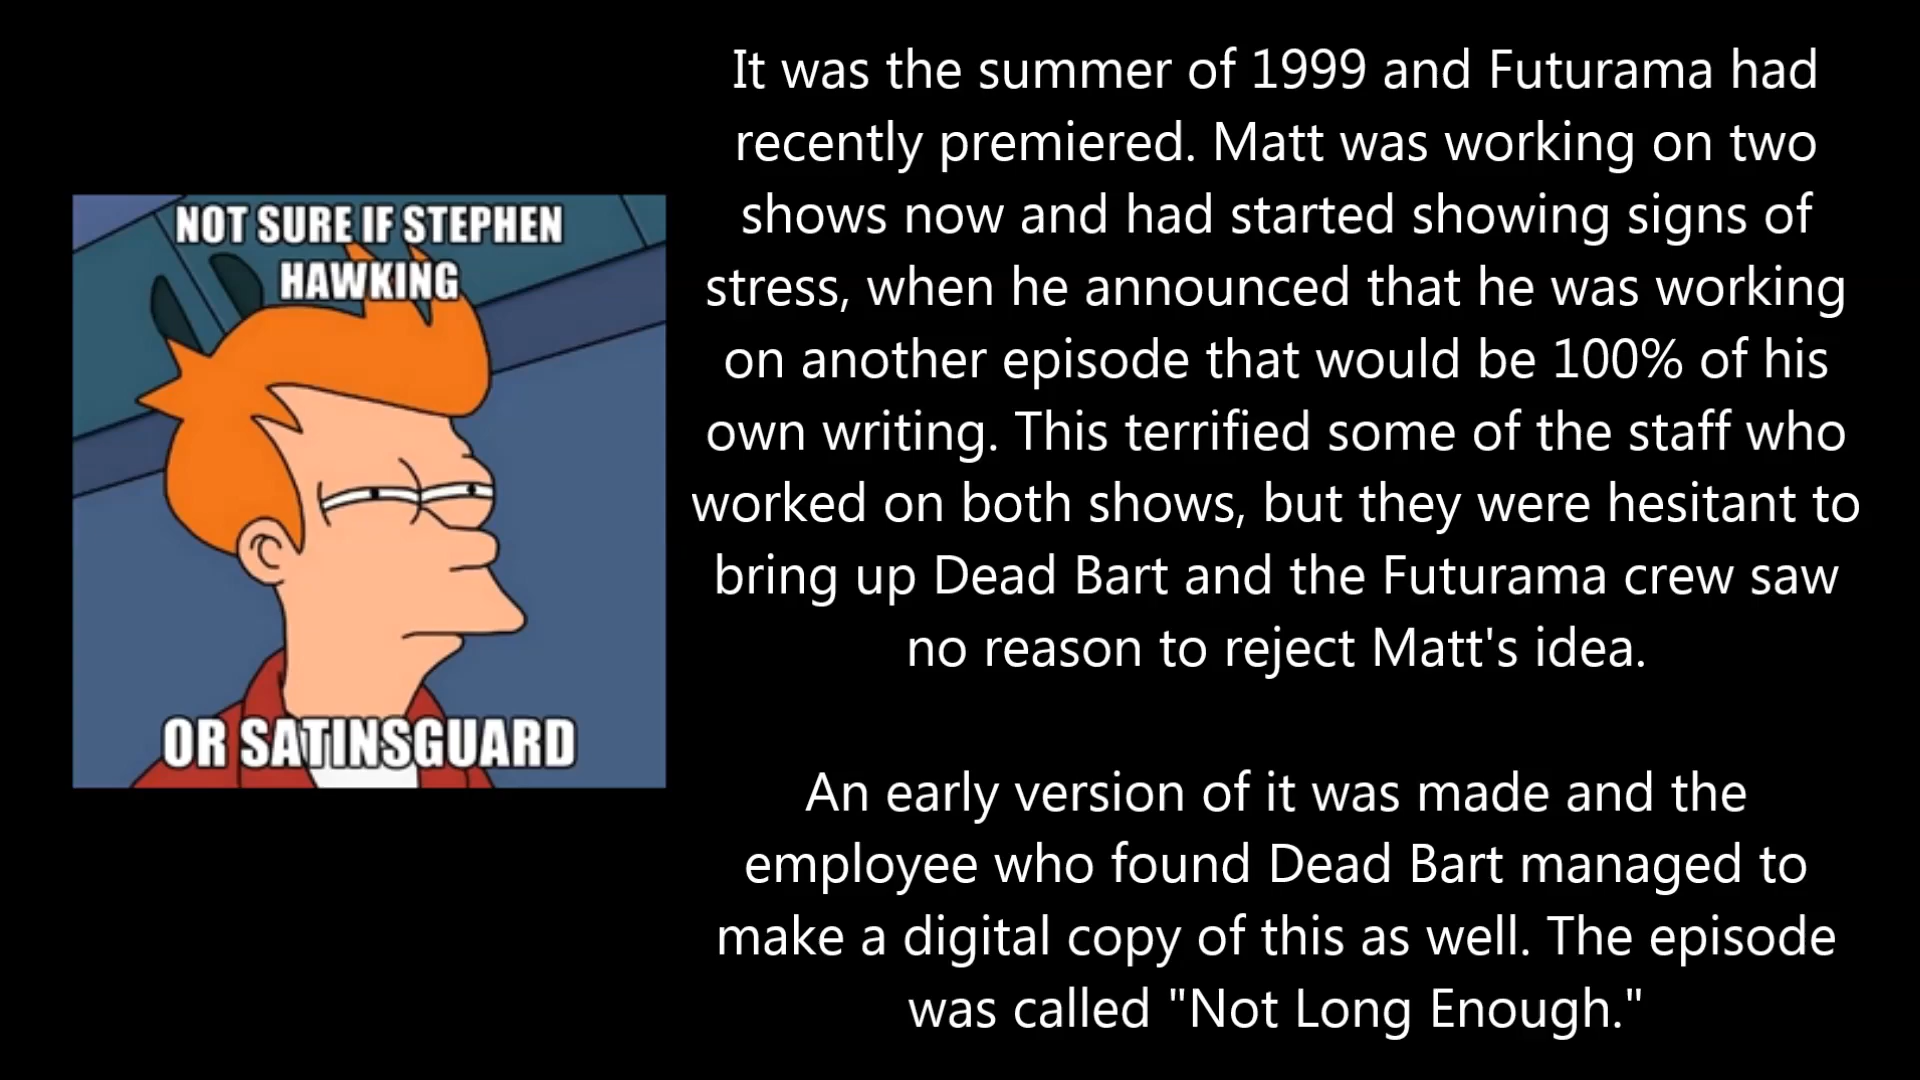 NOT SURE IF STEPHEN
HAWKING
OR SATINSGUARD
It was the summer of 1999 and Futurama had
recently premiered. Matt was working on two
shows now and had started showing signs of
stress, when he announced that he was working
on another episode that would be 100% of his
own writing. This terrified some of the staff who
worked on both shows, but they were hesitant to
bring up Dead Bart and the Futurama crew saw
no reason to reject Matt's idea.
An early version of it was made and the
employee who found Dead Bart managed to
make a digital copy of this as well. The episode
was called "Not Long Enough."